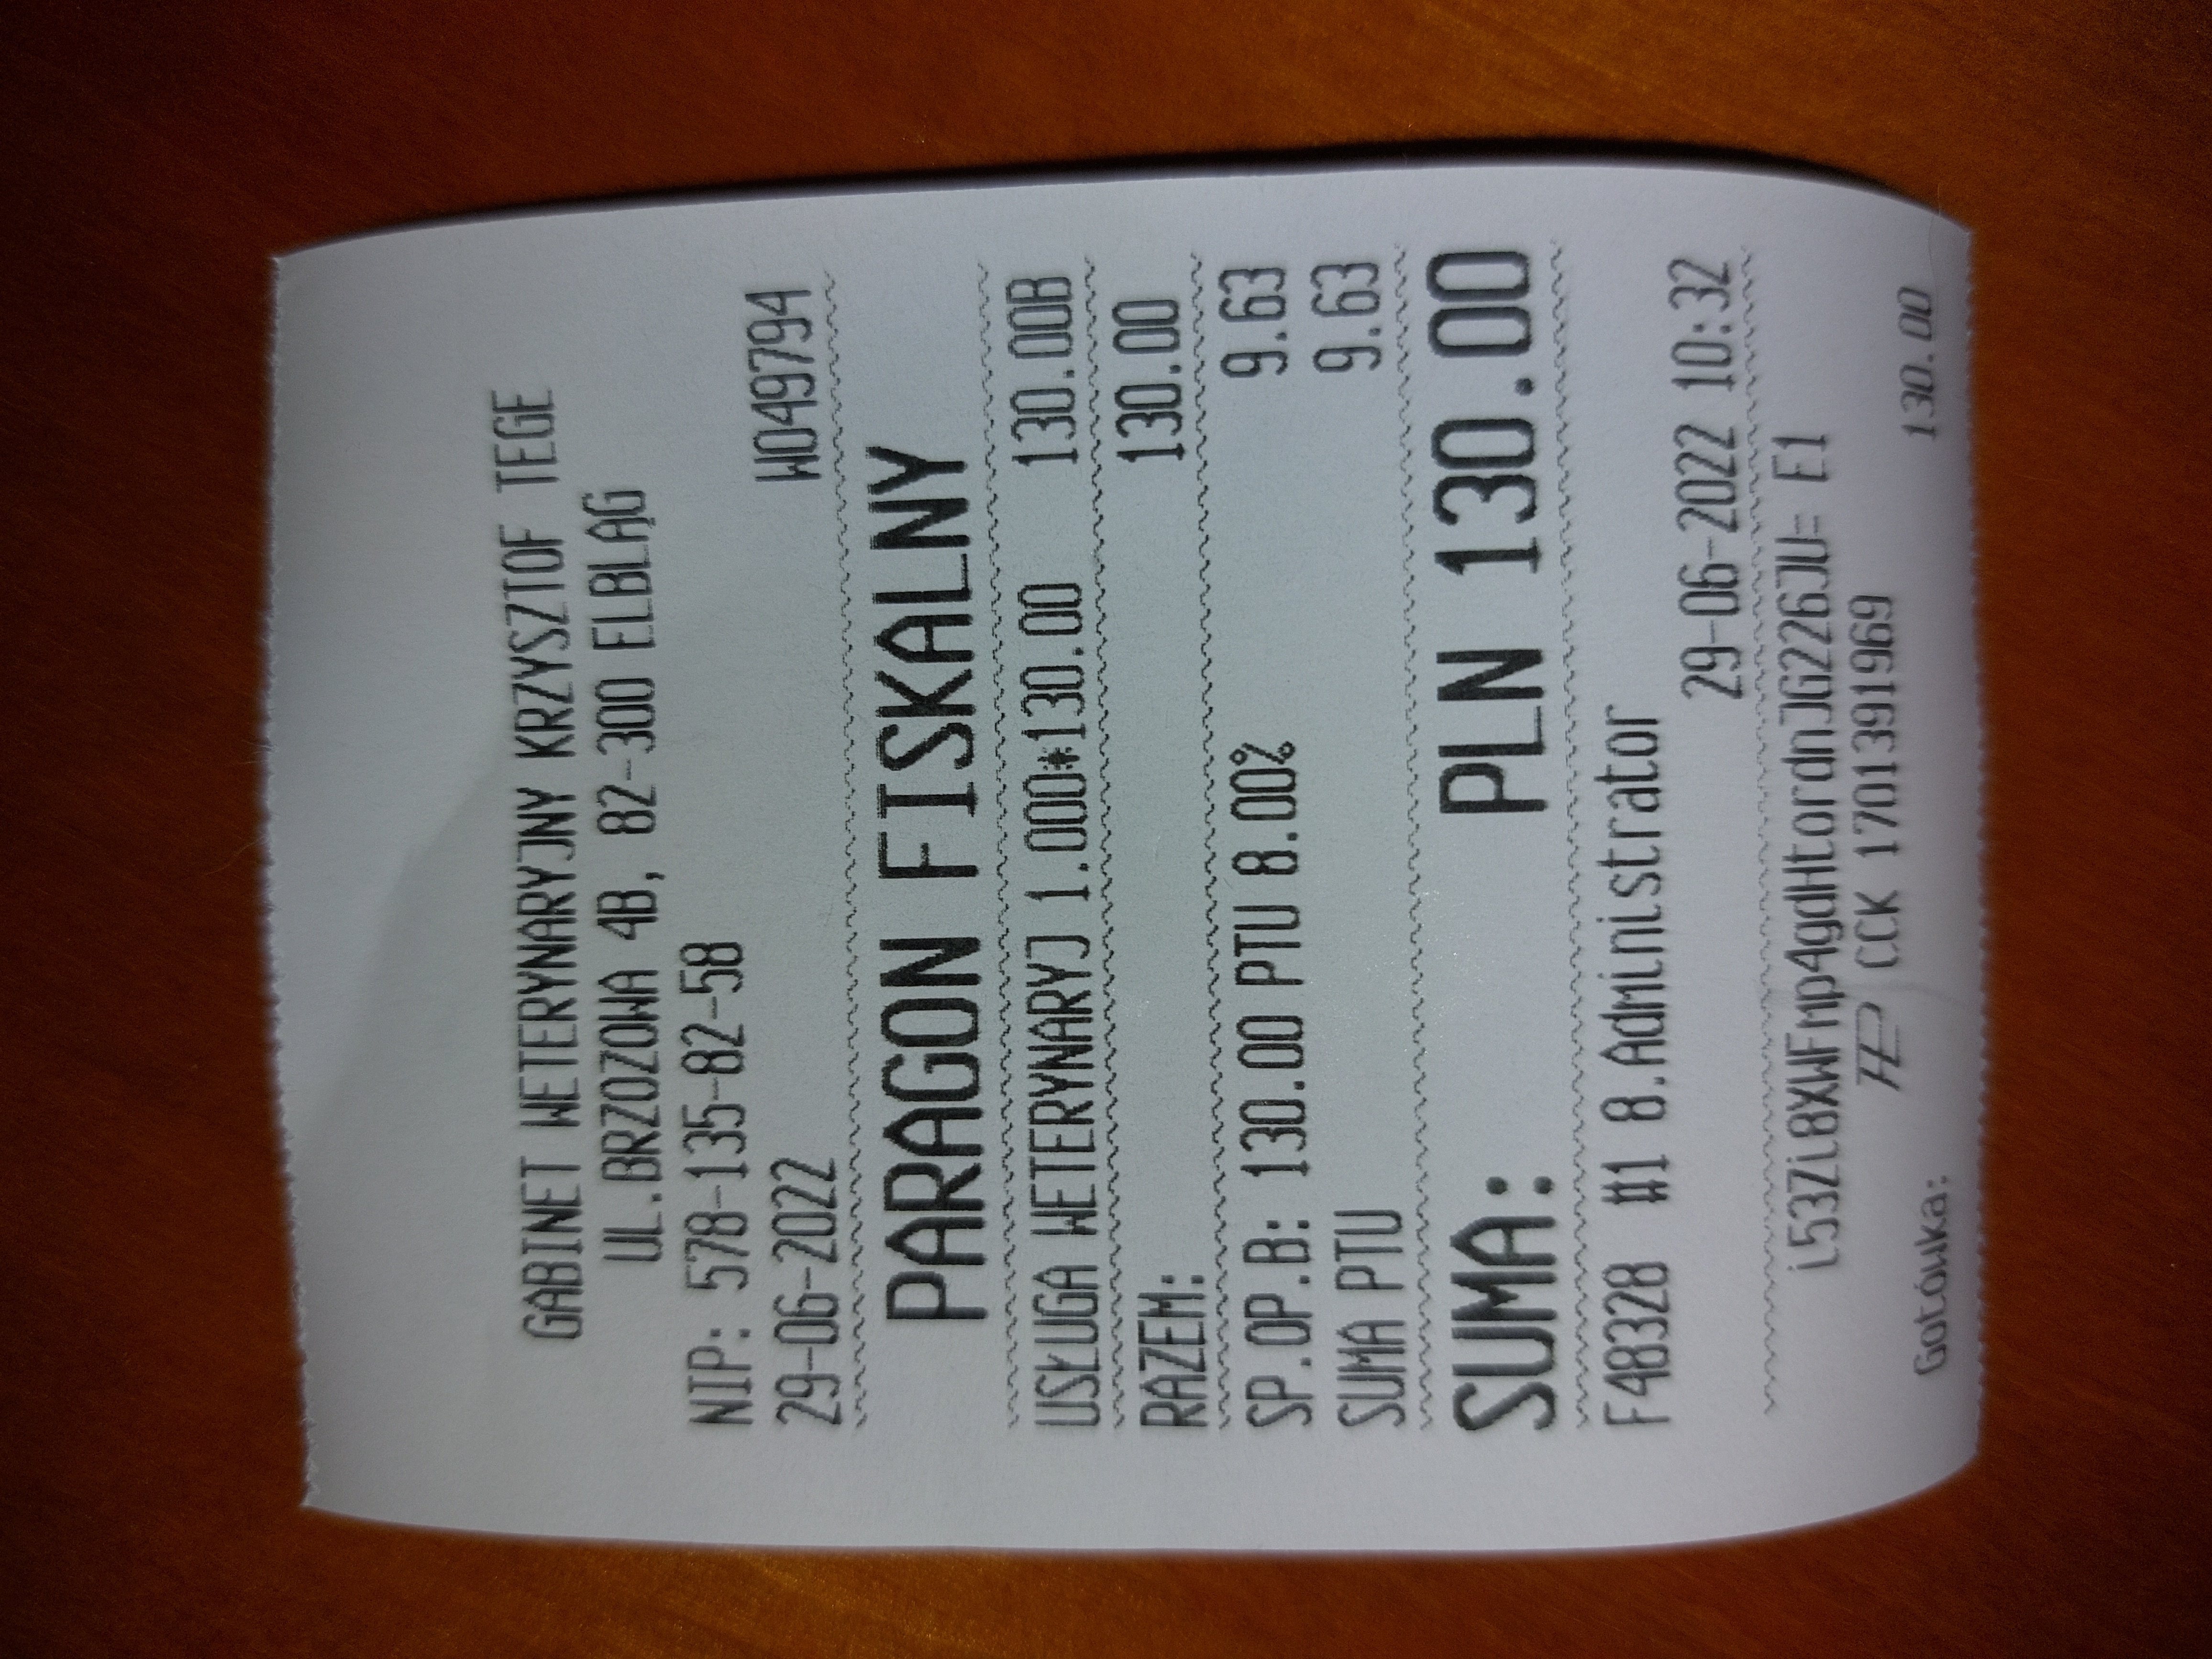 GABINET WETERYNARYJNY KRZYSZTOF TEGE
UL.BRZOZOWA 4B, 82-300 ELBLĄG
NIP: 578-135-82-58
29-06-2022 W049794
PARAGON FISKALNY
USŁUGA WETERYNARYJ 1.000*130.00 130.00B
RAZEM: 130.00
SP.OP.B: 130.00 PTU 8.00% 9.63
SUMA PTU 9.63
SUMA: PLN 130.00
F48328 #1 8.Administrator
29-06-2022 10:32
i53Zi8XWFmp4gdHtordnJG226JU= E1
CCK 1701391969
Gotówka: 130.00